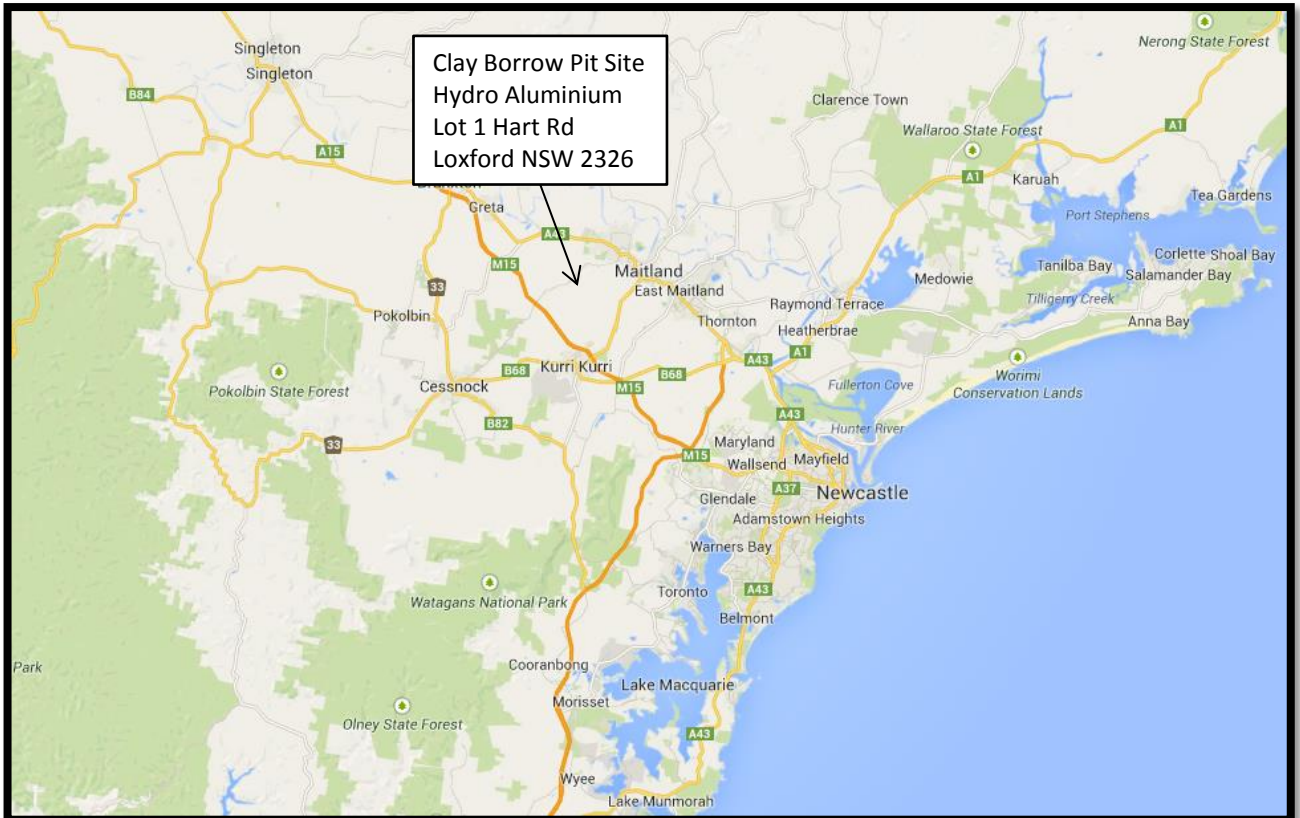 Nerong State Forest
Singleton
Singleton
Clay Borrow Pit Site
Hydro Aluminium
Lot 1 Hart Rd
Loxford NSW 2326
B84
Clarence Town
A1
Wallaroo State Forest
A15
A1
Karuah
Tea Gardens
Greta
Port Stephens
A43
M15
Maitland
East Maitland
Corlette Shoal Bay
Tanilba Bay
Salamander Bay
Medowie
33
Raymond Terrace
Tilligerry Creek
Pokolbin
Thornton
Heatherbrae
Anna Bay
A1
A43
Kurri Kurri
B68
B68
M15
Worimi
Conservation Lands
Pokolbin State Forest
Cessnock
Fullerton Cove
A43
B82
Hunter River
33
Maryland
M15
Wallsend
Mayfield
A37
Glendale
Newcastle
Adamstown Heights
Warners Bay
Watagans National Park
Toronto
A43
Belmont
Park
Cooranbong
Lake Macquarie
Morisset
Olney State Forest
A43
Wyee
Lake Munmorah